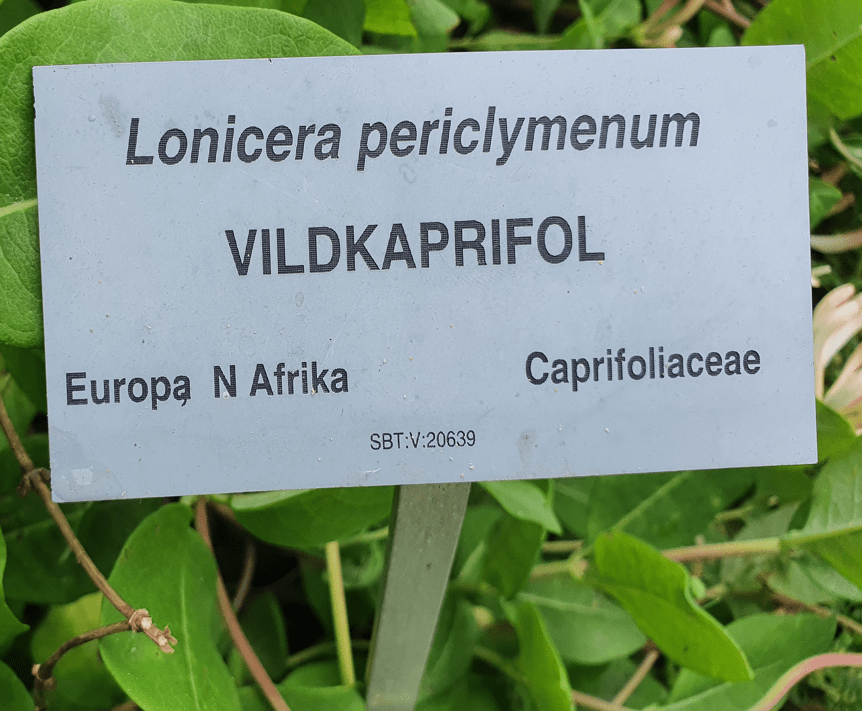 Lonicera periclymenum
VILDKAPRIFOL
Europa, N Afrika Caprifoliaceae
SBT:V:20639